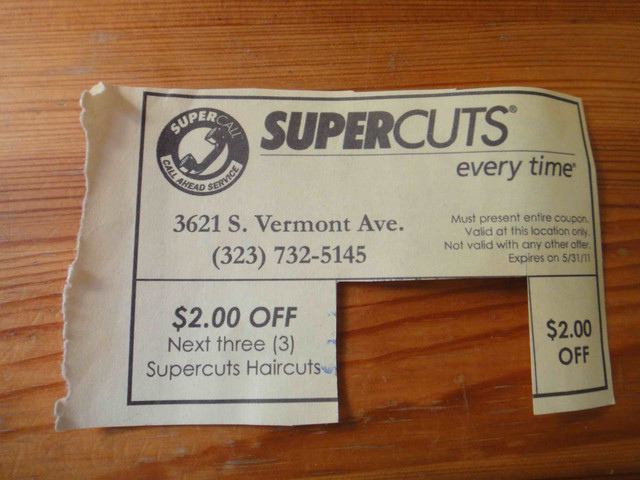 SUPERCALL
CALL AHEAD SERVICE
SUPERCUTS®
every time®
3621 S. Vermont Ave.
(323) 732-5145
Must present entire coupon.
Valid at this location only.
Not valid with any other offer.
Expires on 5/31/11
$2.00 OFF
Next three (3)
Supercuts Haircuts
$2.00
OFF